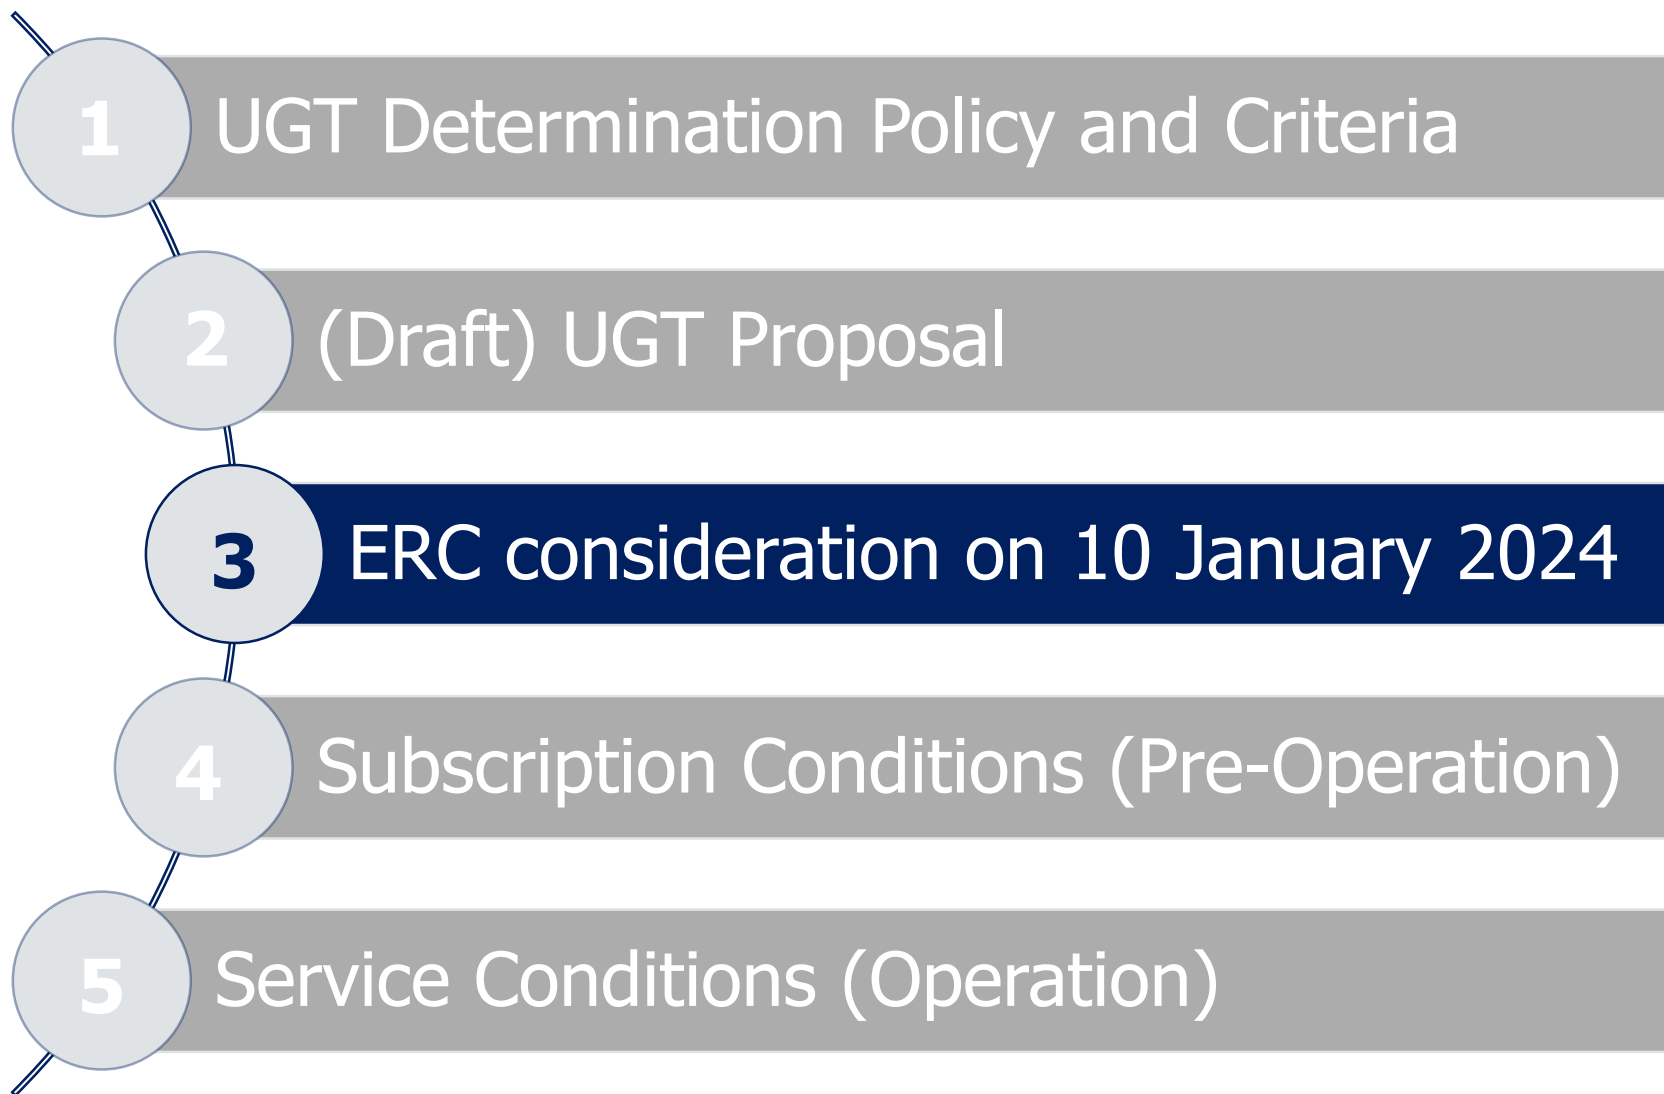 1 UGT Determination Policy and Criteria
2 (Draft) UGT Proposal
3 ERC consideration on 10 January 2024
4 Subscription Conditions (Pre-Operation)
5 Service Conditions (Operation)